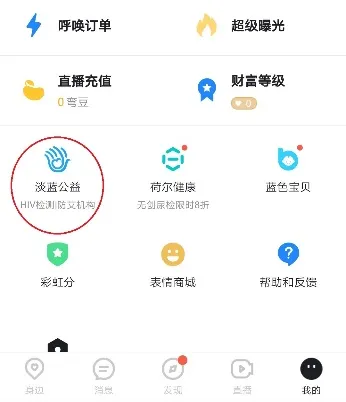 呼唤订单 超级曝光
直播充值 财富等级
0 弯豆 0
淡蓝公益 荷尔健康 蓝色宝贝
HIV检测|防艾机构 无创尿检限时8折
彩虹分 表情商城 帮助和反馈
身边 消息 发现 直播 我的